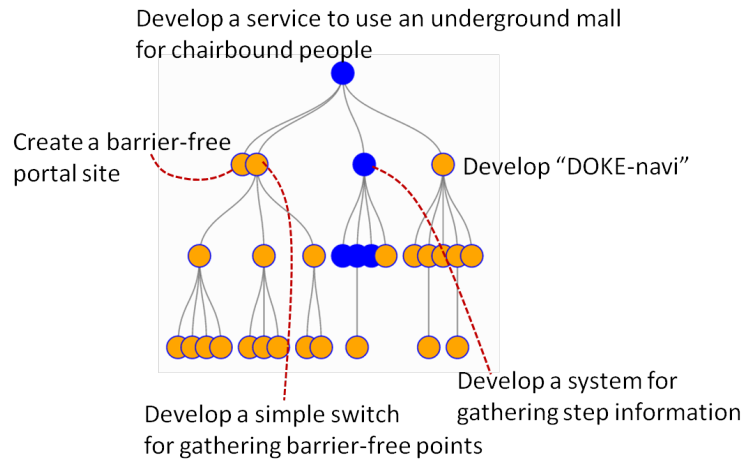 Develop a service to use an underground mall
for chairbound people
Create a barrier-free
portal site
Develop “DOKE-navi”
Develop a system for
gathering step information
Develop a simple switch
for gathering barrier-free points